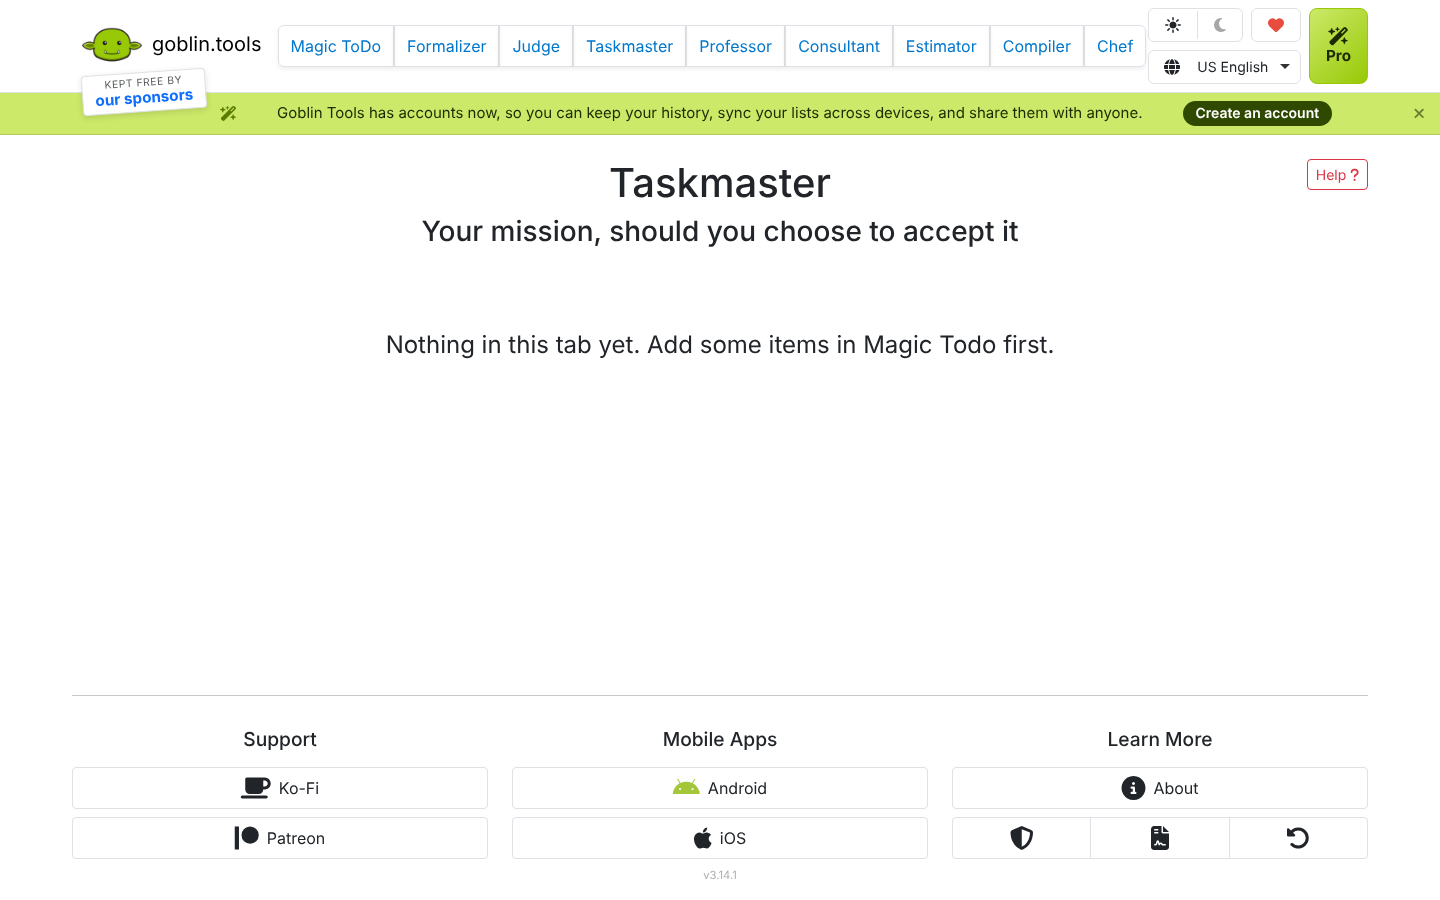 goblin.tools
KEPT FREE BY
our sponsors
Magic ToDo
Formalizer
Judge
Taskmaster
Professor
Consultant
Estimator
Compiler
Chef
US English
Pro
Goblin Tools has accounts now, so you can keep your history, sync your lists across devices, and share them with anyone.
Create an account
×
Taskmaster
Help ?
Your mission, should you choose to accept it
Nothing in this tab yet. Add some items in Magic Todo first.
Support
Ko-Fi
Patreon
Mobile Apps
Android
iOS
Learn More
About
v3.14.1